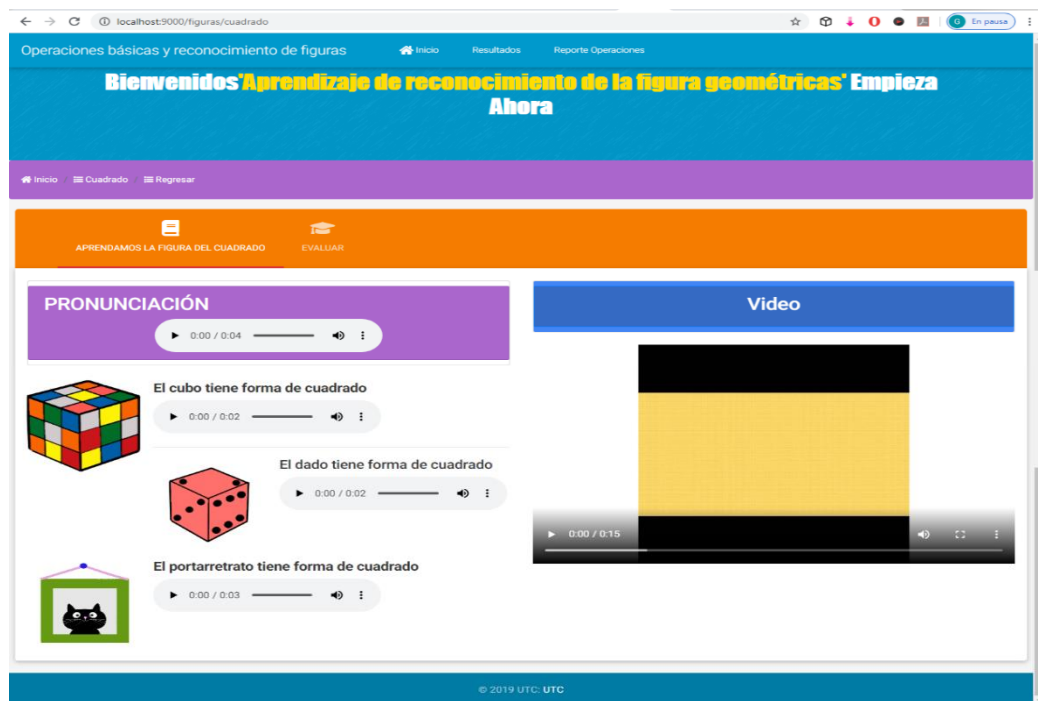 localhost:9000/figuras/cuadrado
G En pausa
Operaciones básicas y reconocimiento de figuras
Inicio
Resultados
Reporte Operaciones
Bienvenidos'Aprendizaje de reconocimiento de la figura geométricas' Empieza
Ahora
Inicio / Cuadrado / Regresar
APRENDAMOS LA FIGURA DEL CUADRADO
EVALUAR
PRONUNCIACIÓN
0:00 / 0:04
Video
El cubo tiene forma de cuadrado
0:00 / 0:02
El dado tiene forma de cuadrado
0:00 / 0:02
0:00 / 0:15
El portarretrato tiene forma de cuadrado
0:00 / 0:03
© 2019 UTC: UTC